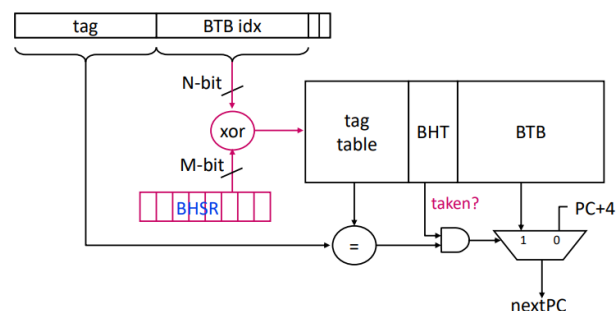 tag
BTB idx
N-bit
xor
M-bit
BHSR
tag
table
BHT
BTB
taken?
PC+4
=
1
0
nextPC